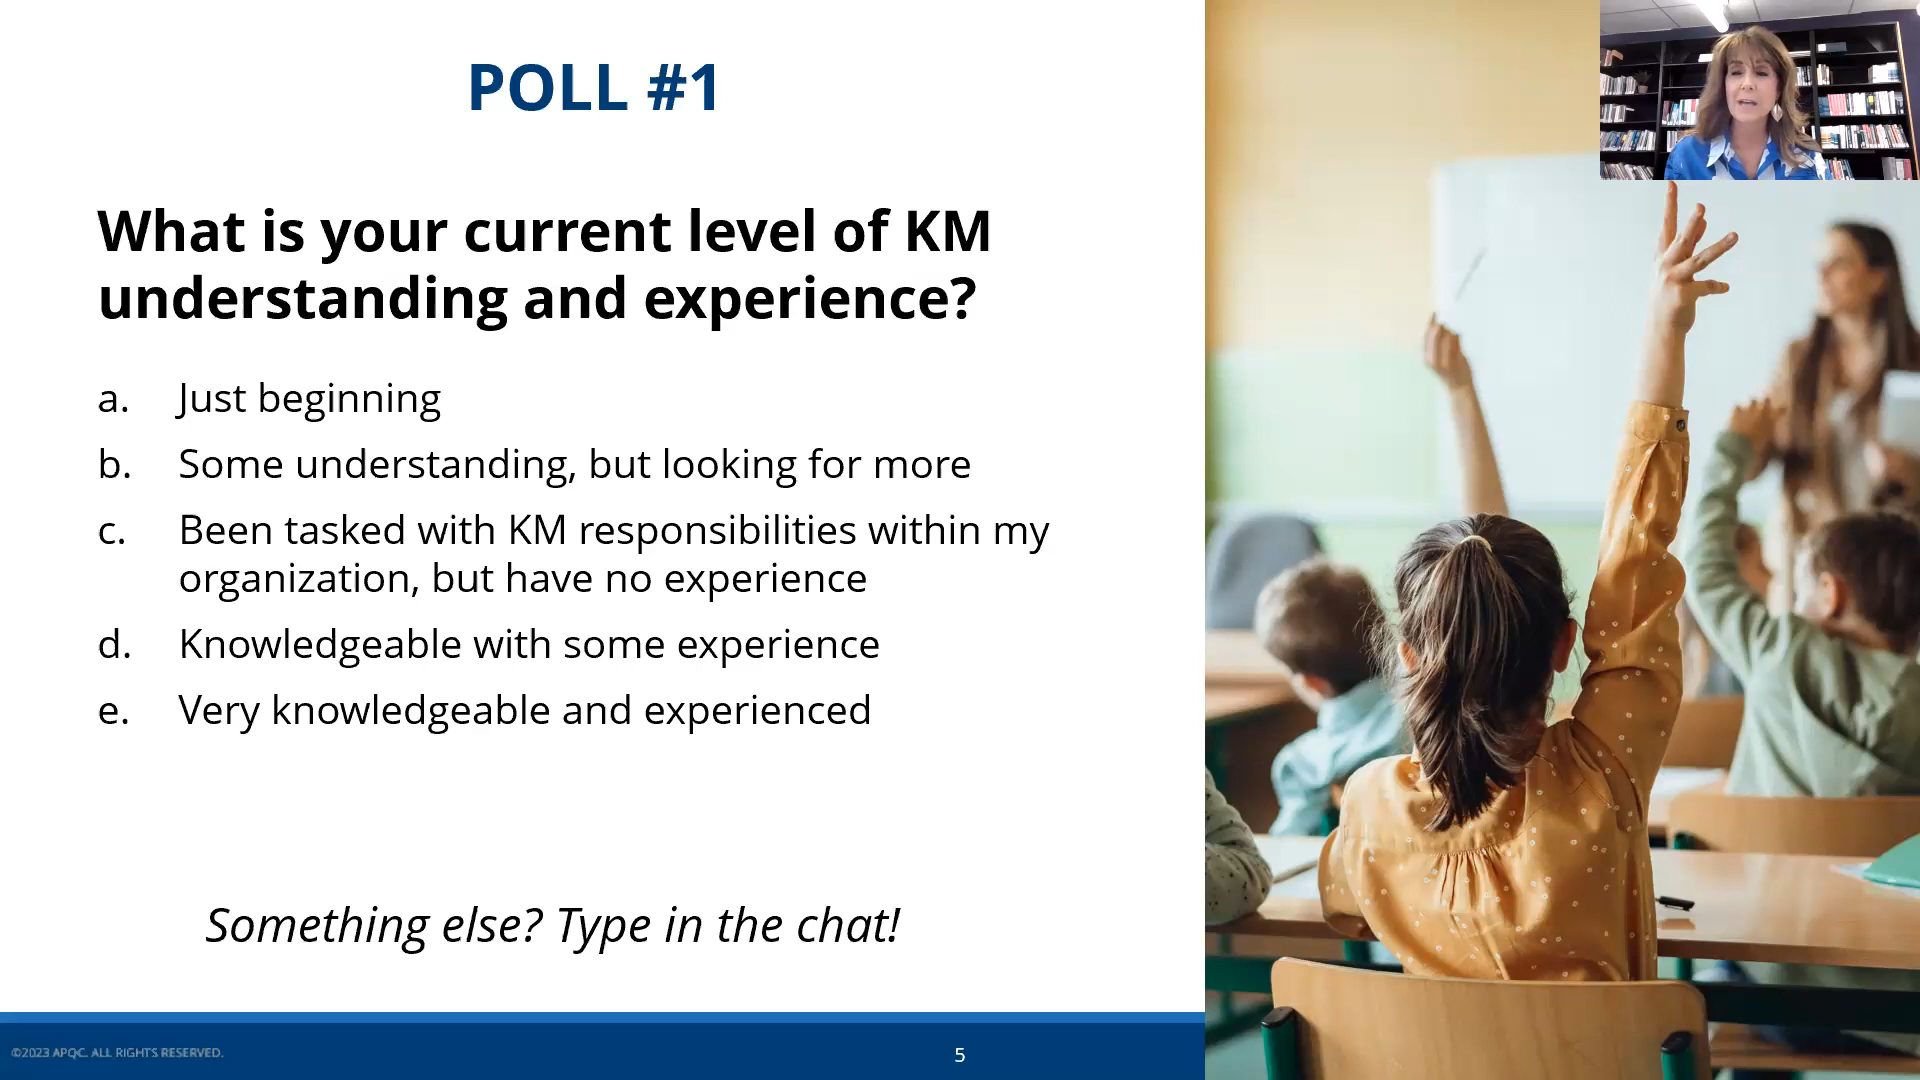 POLL #1
What is your current level of KM
understanding and experience?
a. Just beginning
b. Some understanding, but looking for more
c. Been tasked with KM responsibilities within my
organization, but have no experience
d. Knowledgeable with some experience
e. Very knowledgeable and experienced
Something else? Type in the chat!
©2023 APQC. ALL RIGHTS RESERVED.
5